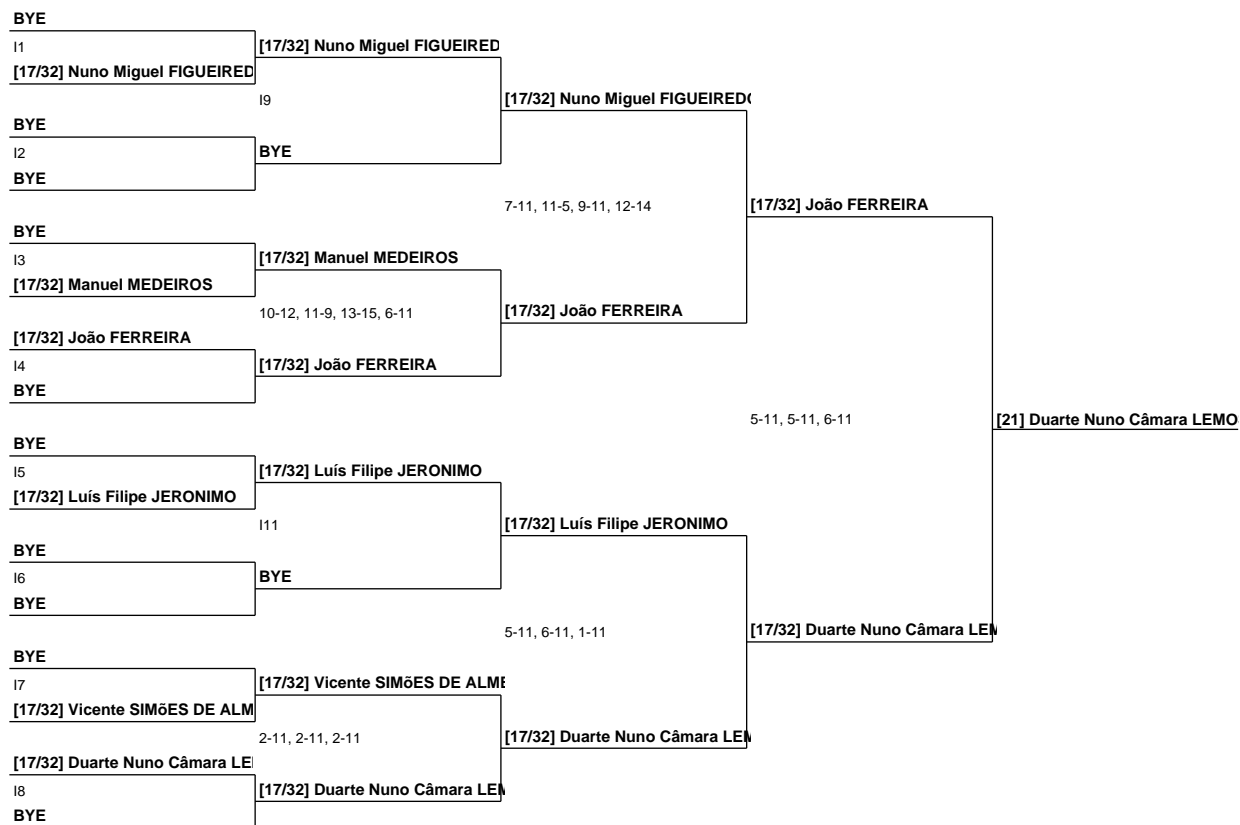 BYE
I1
[17/32] Nuno Miguel FIGUEIRED
[17/32] Nuno Miguel FIGUEIRED
I9
[17/32] Nuno Miguel FIGUEIREDO
BYE
I2
BYE
BYE
7-11, 11-5, 9-11, 12-14
[17/32] João FERREIRA
BYE
I3
[17/32] Manuel MEDEIROS
[17/32] Manuel MEDEIROS
10-12, 11-9, 13-15, 6-11
[17/32] João FERREIRA
[17/32] João FERREIRA
I4
BYE
[17/32] João FERREIRA
5-11, 5-11, 6-11
[21] Duarte Nuno Câmara LEMO
BYE
I5
[17/32] Luís Filipe JERONIMO
[17/32] Luís Filipe JERONIMO
I11
[17/32] Luís Filipe JERONIMO
BYE
I6
BYE
BYE
5-11, 6-11, 1-11
[17/32] Duarte Nuno Câmara LEM
BYE
I7
[17/32] Vicente SIMõES DE ALM
[17/32] Vicente SIMõES DE ALME
2-11, 2-11, 2-11
[17/32] Duarte Nuno Câmara LEM
[17/32] Duarte Nuno Câmara LE
I8
BYE
[17/32] Duarte Nuno Câmara LEM